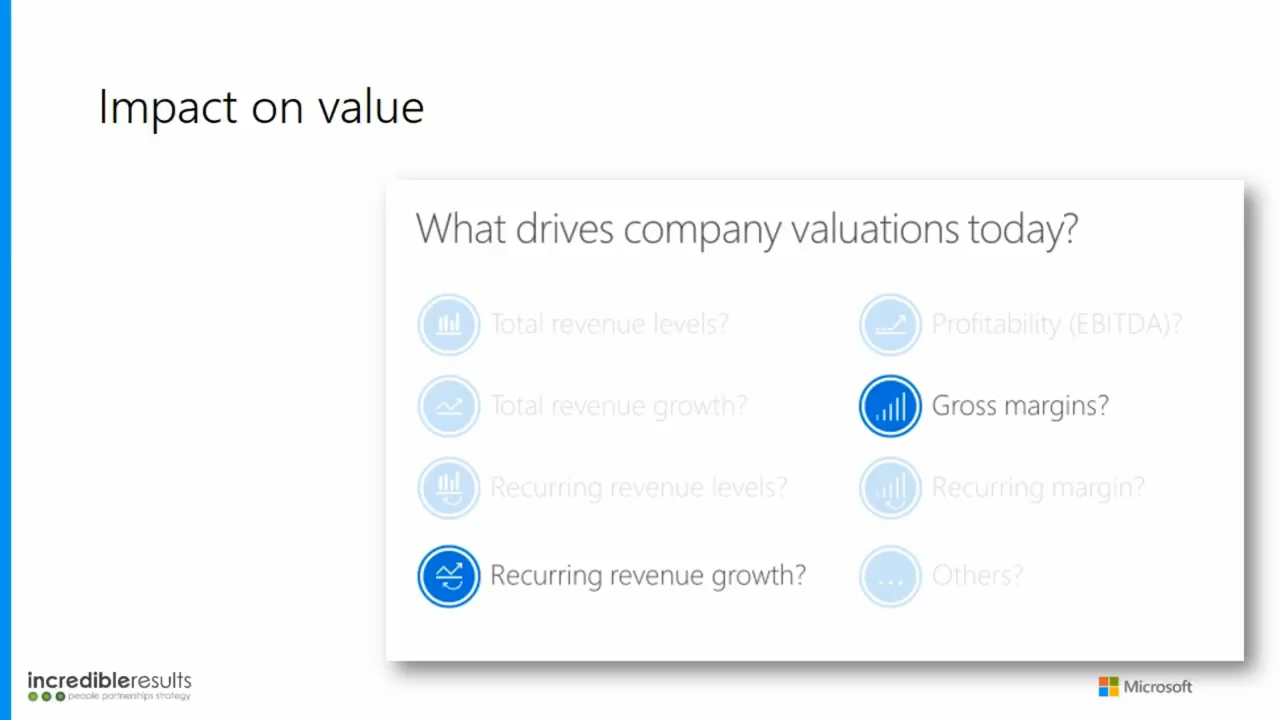 Impact on value
What drives company valuations today?
Total revenue levels?
Profitability (EBITDA)?
Total revenue growth?
Gross margins?
Recurring revenue levels?
Recurring margin?
Recurring revenue growth?
Others?
incredibleresults
people partnerships strategy
Microsoft